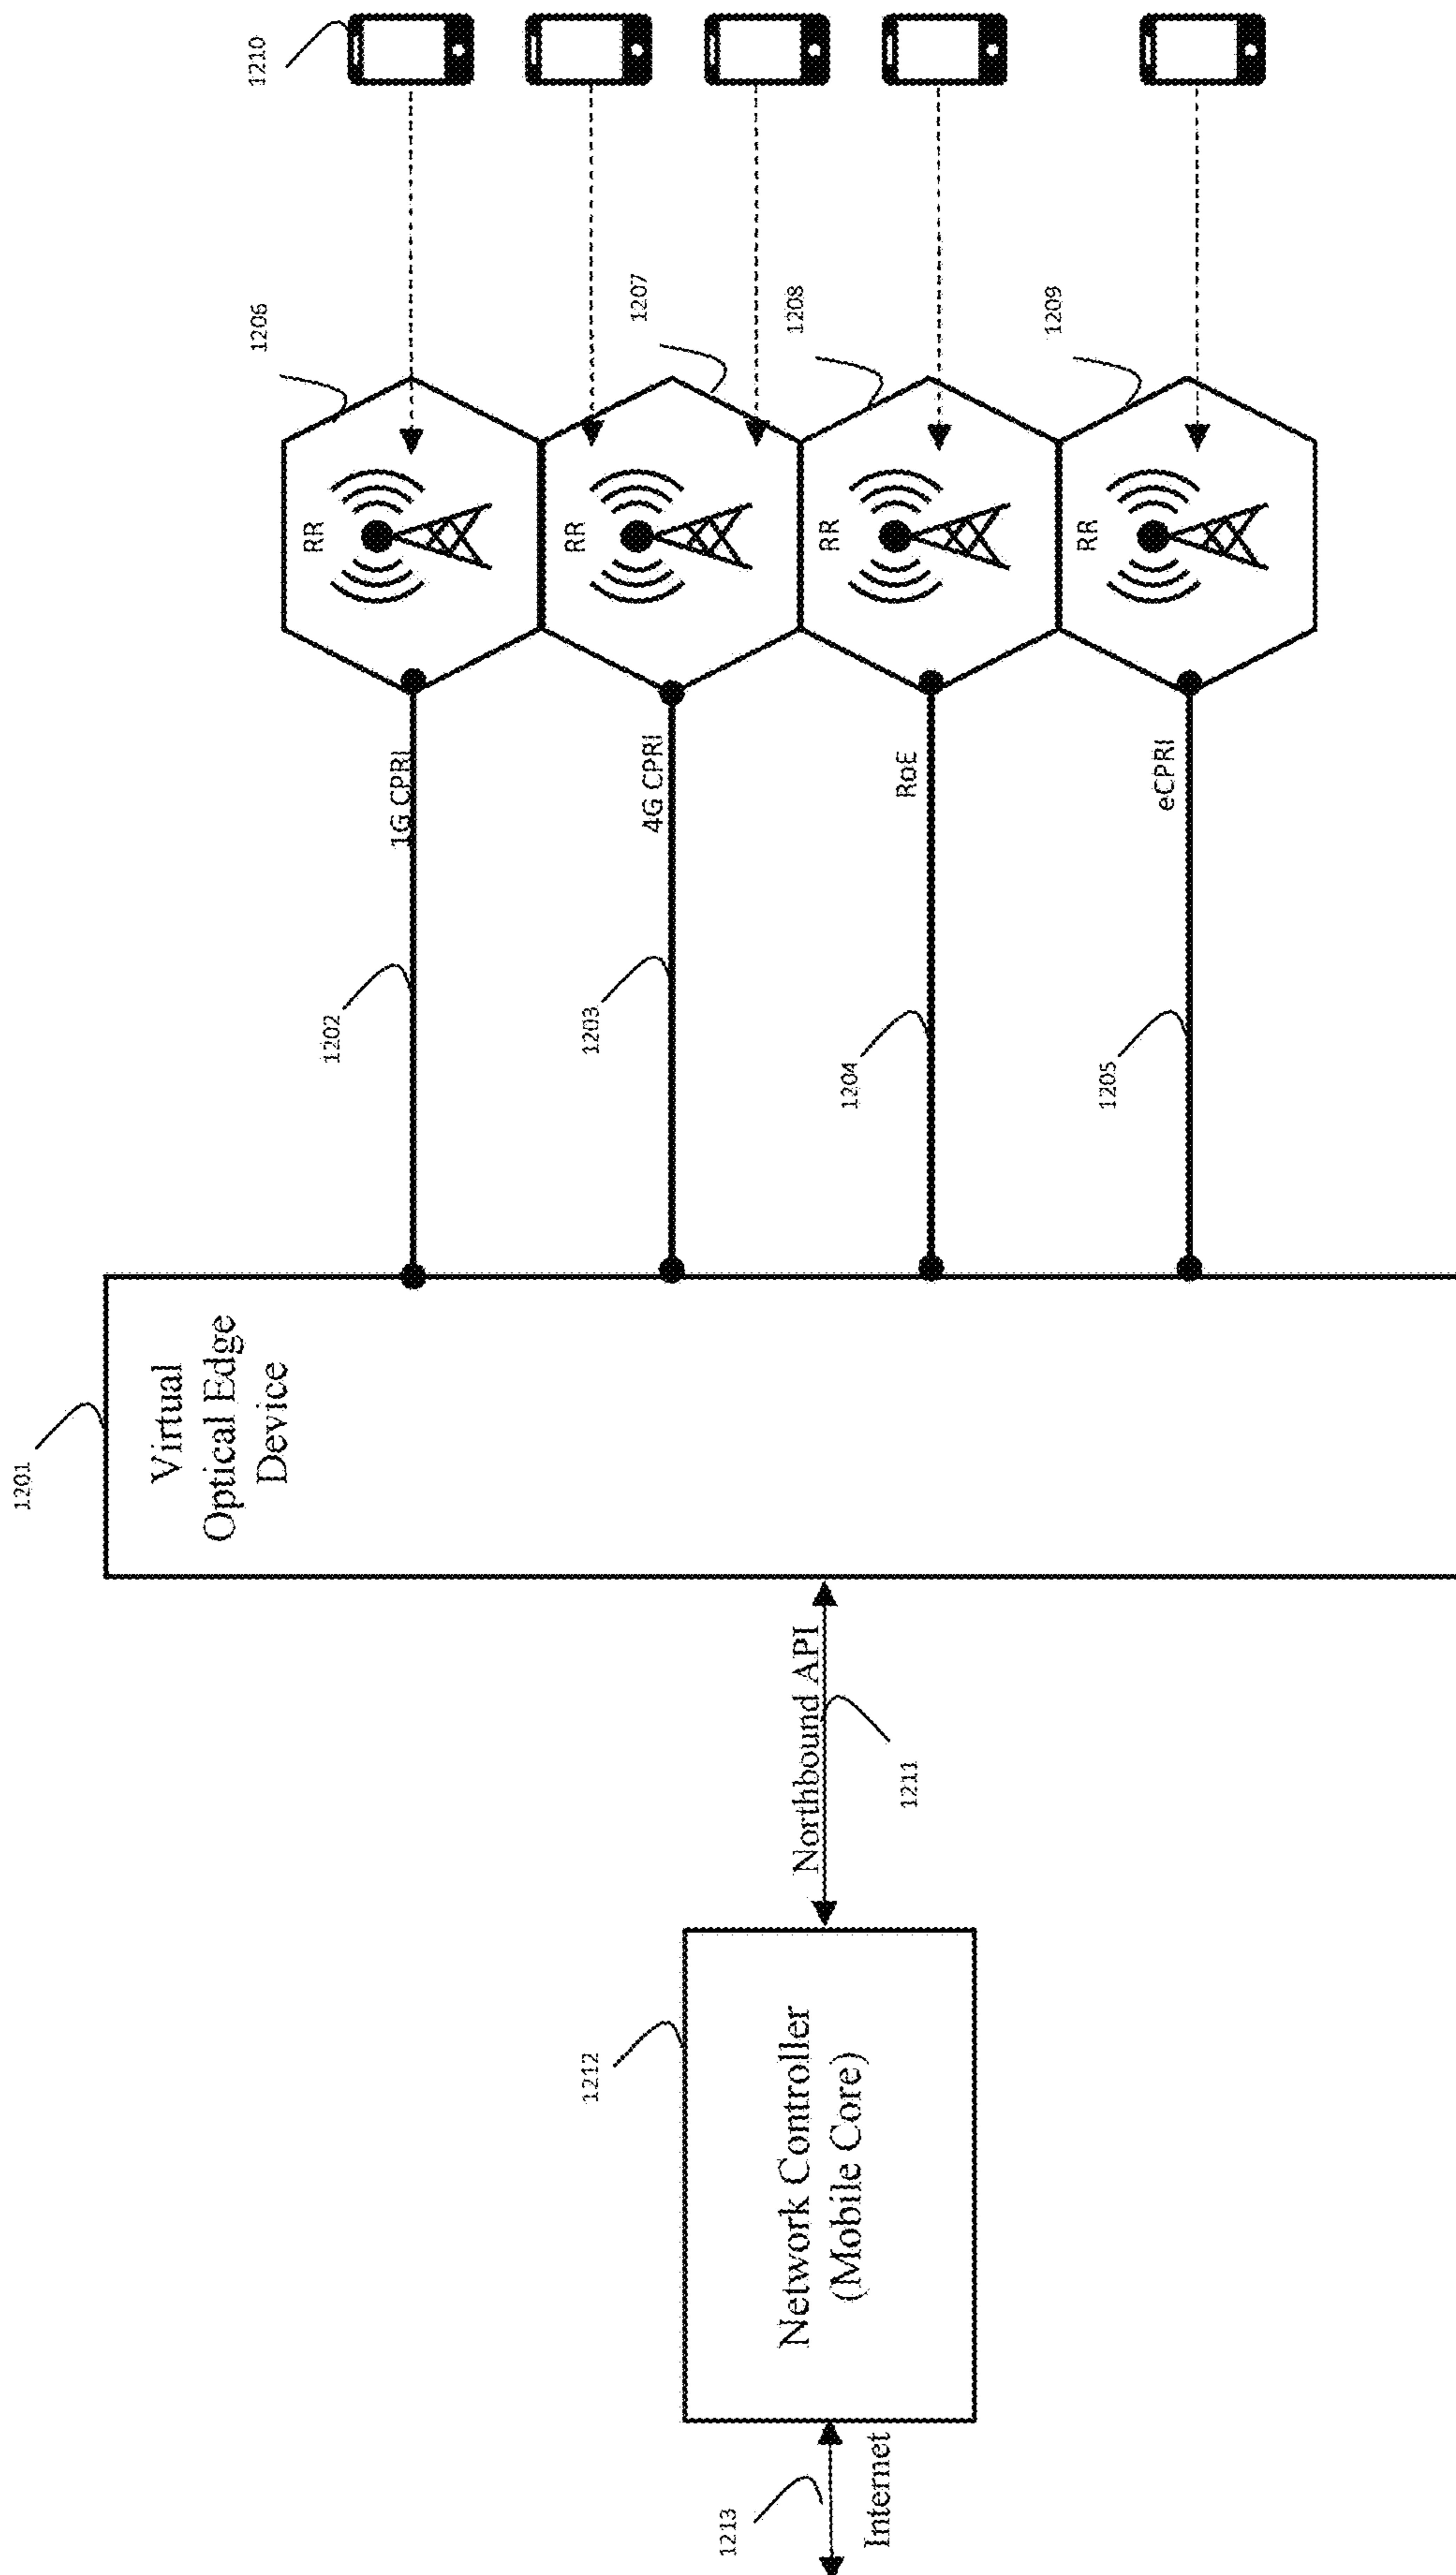 1210
1206
1207
1208
1209
RR
RR
RR
RR
1G CPRI
4G CPRI
RoE
eCPRI
1202
1203
1204
1205
1201
Virtual
Optical Edge
Device
Northbound API
1211
1212
Network Controller
(Mobile Core)
1213
Internet